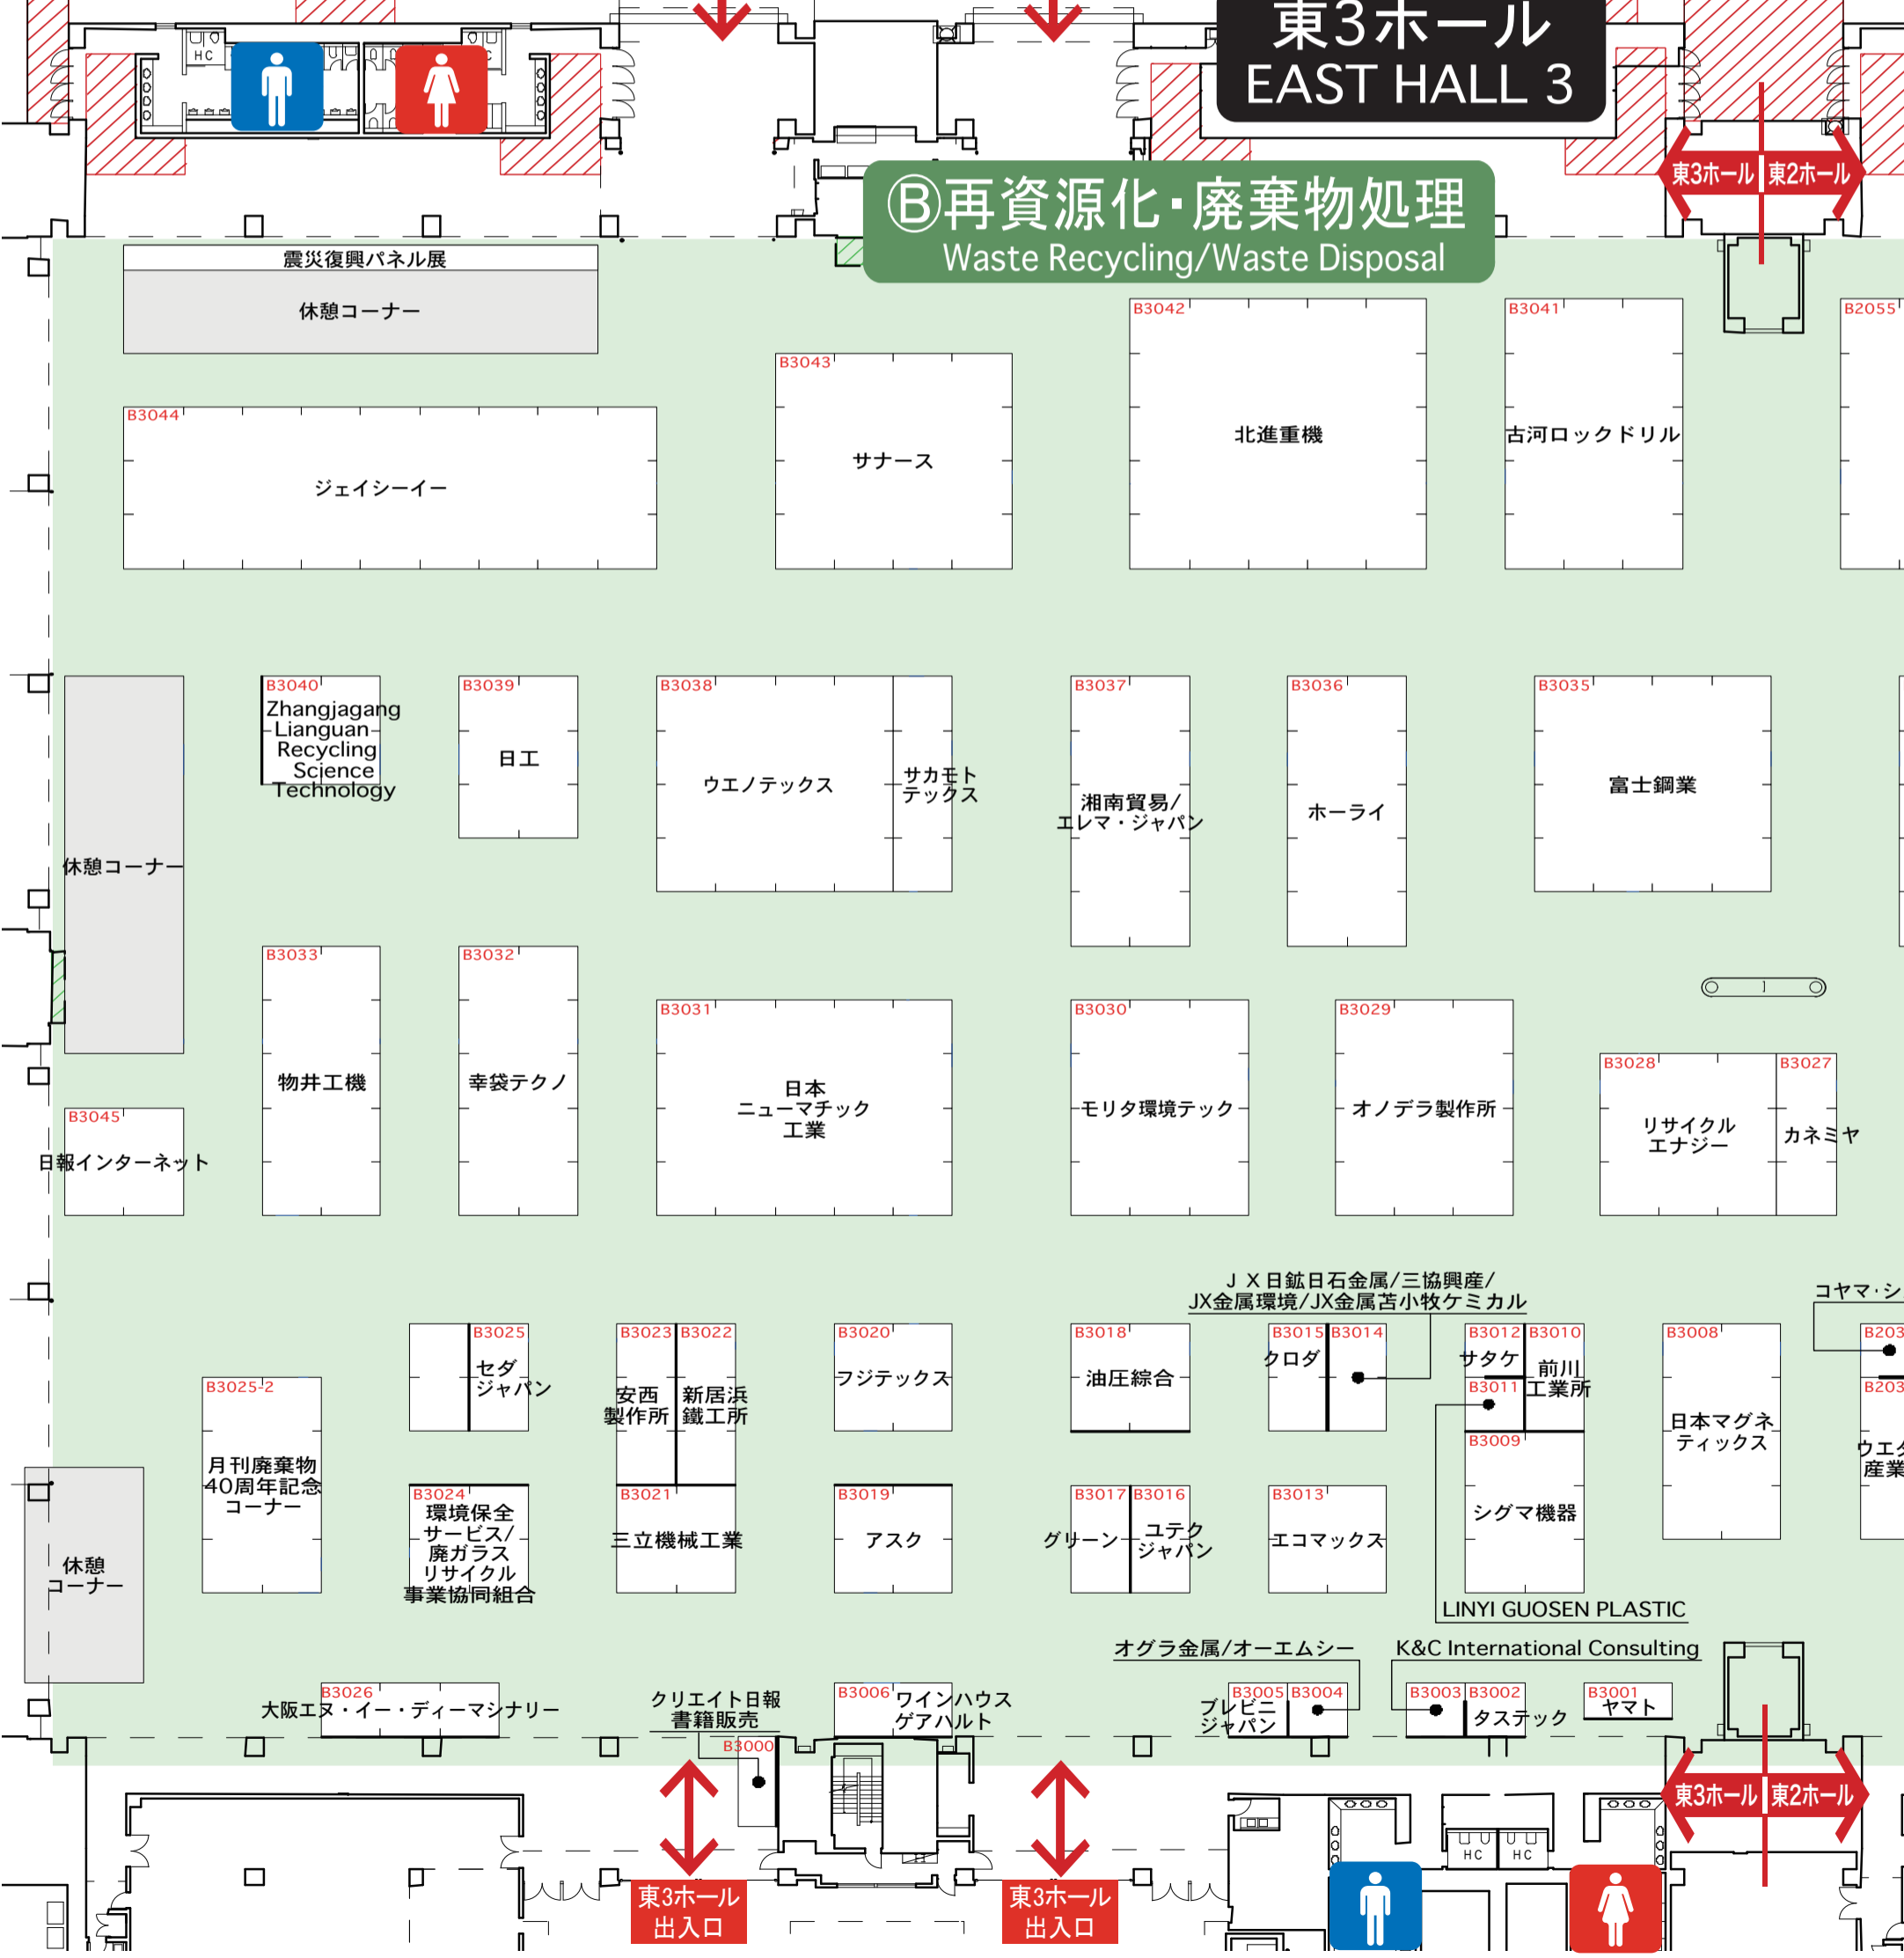 東3ホール
EAST HALL 3
HC
東3ホール 東2ホール
Ⓑ再資源化・廃棄物処理
Waste Recycling/Waste Disposal
震災復興パネル展
休憩コーナー
B3042
B3041
B2055
B3043
北進重機
古河ロックドリル
サナース
B3044
ジェイシーイー
B3040
Zhangjagang
Lianguan
Recycling
Science
Technology
B3039
日工
B3038
ウエノテックス
サカモト
テックス
B3037
湘南貿易/
エレマ・ジャパン
B3036
ホーライ
B3035
富士鋼業
休憩コーナー
B3033
物井工機
B3032
幸袋テクノ
B3031
日本
ニューマチック
工業
B3030
モリタ環境テック
B3029
オノデラ製作所
B3028
リサイクル
エナジー
B3027
カネミヤ
B3045
日報インターネット
JX日鉱日石金属/三協興産/
JX金属環境/JX金属苫小牧ケミカル
コヤマ・シ
B3025-2
月刊廃棄物
40周年記念
コーナー
B3025
セダ
ジャパン
B3023
安西
製作所
B3022
新居浜
鐵工所
B3020
フジテックス
B3018
油圧綜合
B3015
クロダ
B3014
B3012
サタケ
B3011
B3010
前川
工業所
B3009
シグマ機器
B3008
日本マグネ
ティックス
B203
B203
ウエダ
産業
B3024
環境保全
サービス/
廃ガラス
リサイクル
事業協同組合
B3021
三立機械工業
B3019
アスク
B3017
グリーン
B3016
ユテク
ジャパン
B3013
エコマックス
LINYI GUOSEN PLASTIC
休憩
コーナー
オグラ金属/オーエムシー
K&C International Consulting
B3026
大阪エヌ・イー・ディーマシナリー
クリエイト日報
書籍販売
B3000
B3006
ワインハウス
ゲアハルト
B3005
ブレビニ
ジャパン
B3004
B3003
B3002
タステック
B3001
ヤマト
東3ホール 東2ホール
HC
HC
東3ホール
出入口
東3ホール
出入口